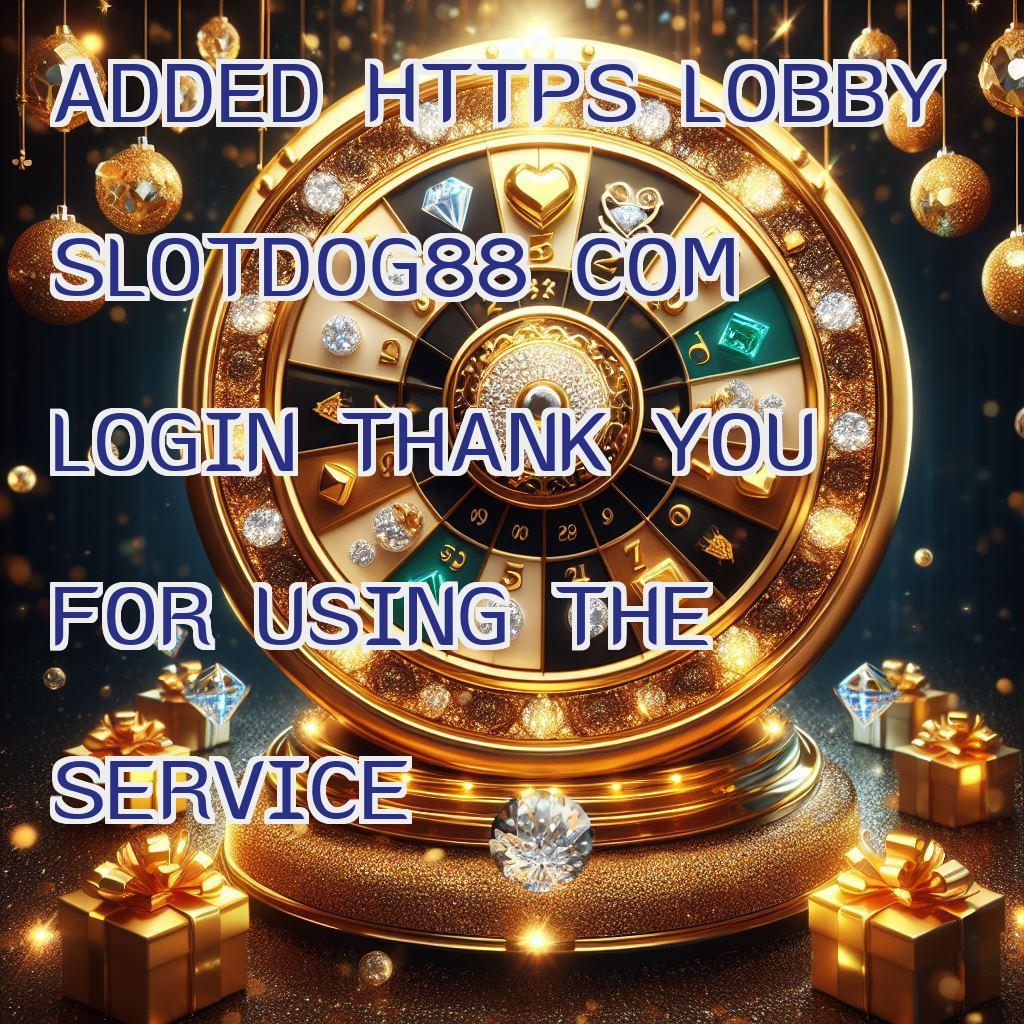 ADDED HTTPS LOBBY
SLOTDOG88 COM
LOGIN THANK YOU
FOR USING THE
SERVICE